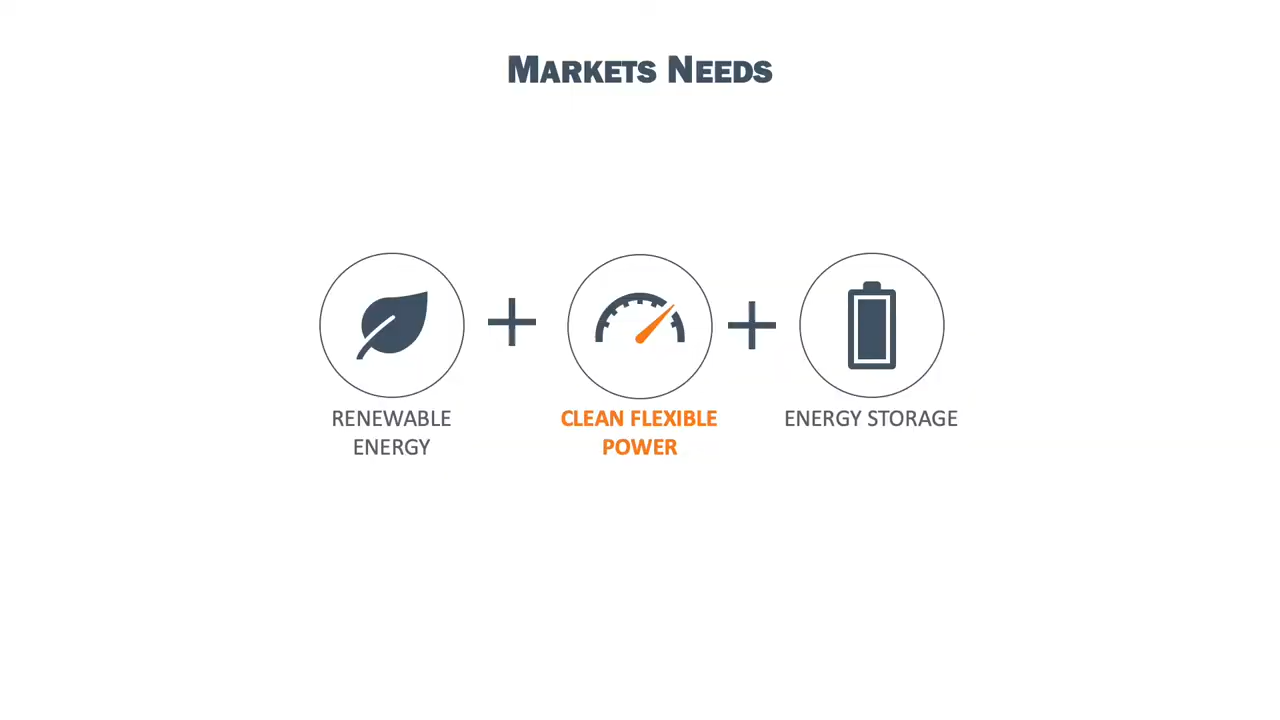 MARKETS NEEDS
RENEWABLE
ENERGY
CLEAN FLEXIBLE
POWER
ENERGY STORAGE